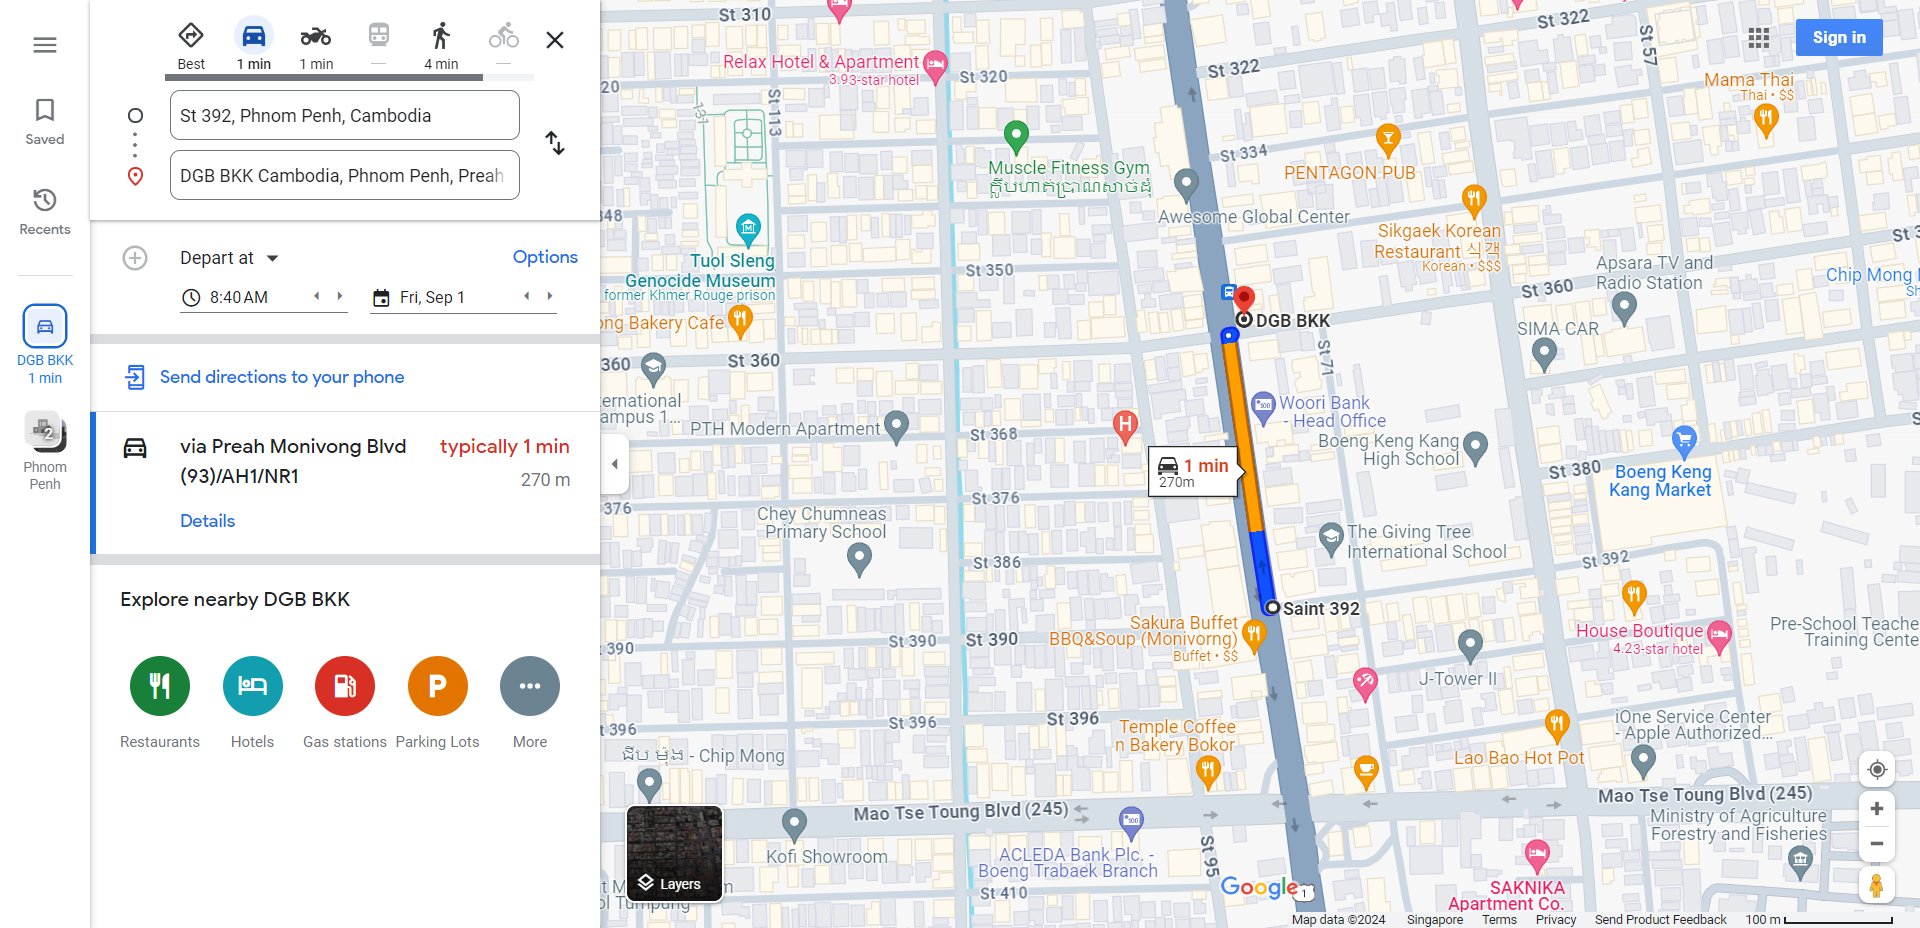 Best
1 min
1 min
—
4 min
—
St 392, Phnom Penh, Cambodia
DGB BKK Cambodia, Phnom Penh, Preah
Saved
Recents
DGB BKK
1 min
2
Phnom
Penh
Depart at
Options
8:40 AM
Fri, Sep 1
Send directions to your phone
via Preah Monivong Blvd
(93)/AH1/NR1
typically 1 min
270 m
Details
Explore nearby DGB BKK
Restaurants
Hotels
Gas stations
P
Parking Lots
More
Sign in
St 310
St 322
St 57
Relax Hotel & Apartment
3.93-star hotel
St 320
St 322
Mama Thai
Thai • $$
20
131
St 113
Muscle Fitness Gym
ក្លឹបហាត់ប្រាណសាច់ដុំ
St 334
PENTAGON PUB
Awesome Global Center
348
Sikgaek Korean
Restaurant 식객
Korean • $$$
St 3
Tuol Sleng
Genocide Museum
former Khmer Rouge prison
St 350
Apsara TV and
Radio Station
Chip Mong
Sh
St 360
ong Bakery Cafe
DGB BKK
SIMA CAR
St 71
360
St 360
ernational
ampus 1...
PTH Modern Apartment
St 368
H
Woori Bank
- Head Office
Boeng Keng Kang
High School
St 380
Boeng Keng
Kang Market
S
1 min
270m
376
St 376
Chey Chumneas
Primary School
The Giving Tree
International School
St 386
St 392
Saint 392
Sakura Buffet
BBQ&Soup (Monivorng)
Buffet • $$
390
St 390
St 390
House Boutique
4.23-star hotel
Pre-School Teache
Training Cente
J-Tower II
396
St 396
St 396
Temple Coffee
n Bakery Bokor
iOne Service Center
- Apple Authorized...
ជីប ម៉ុង - Chip Mong
Lao Bao Hot Pot
Mao Tse Toung Blvd (245)
Mao Tse Toung Blvd (245)
Ministry of Agriculture
Forestry and Fisheries
Kofi Showroom
ACLEDA Bank Plc. -
Boeng Trabaek Branch
St 95
Layers
St 410
Google
1
SAKNIKA
Apartment Co.
Map data ©2024
Singapore
Terms
Privacy
Send Product Feedback
100 m